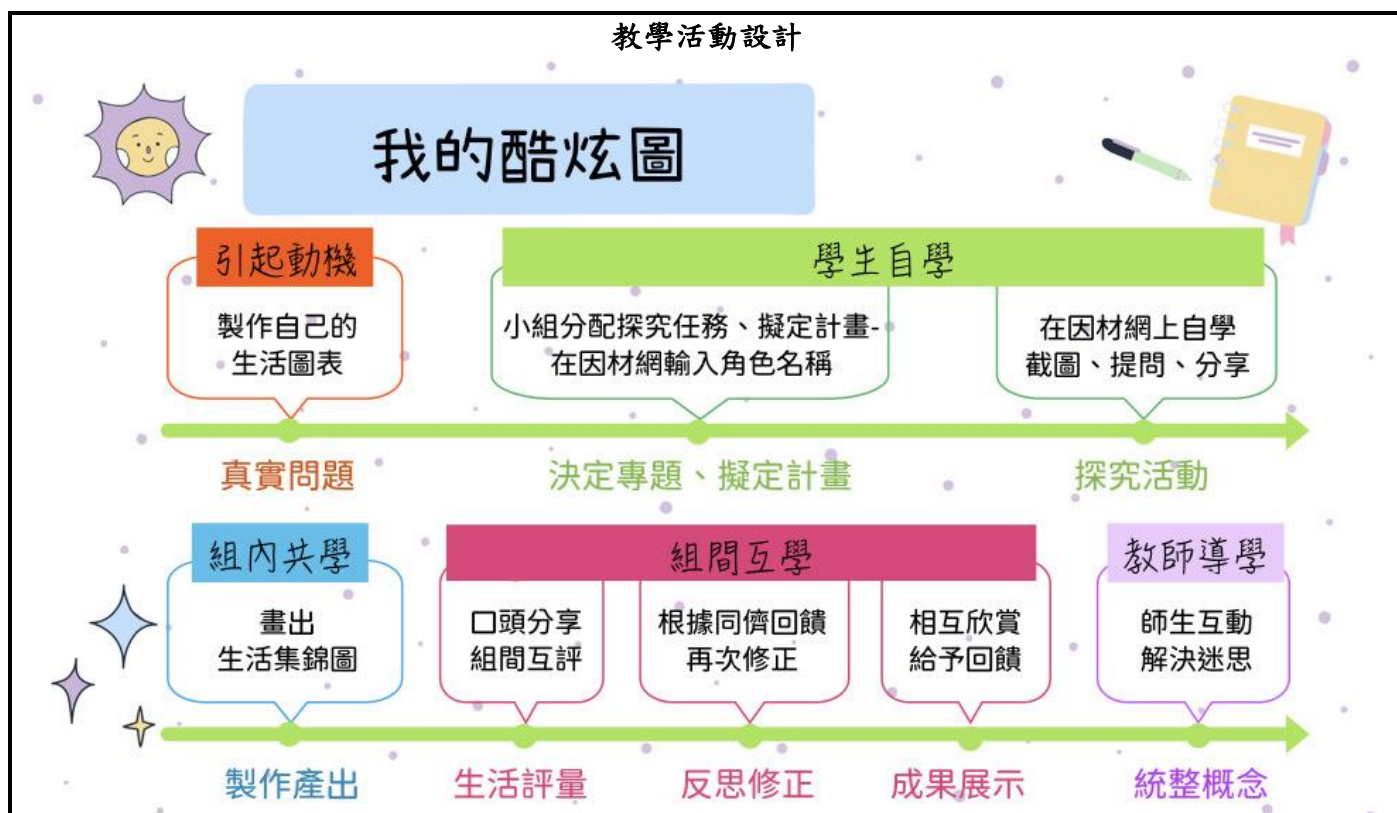 教學活動設計
我的酷炫圖
引起動機
學生自學
製作自己的
生活圖表
小組分配探究任務、擬定計畫-
在因材網輸入角色名稱
在因材網上自學
截圖、提問、分享
真實問題
決定專題、擬定計畫
探究活動
組內共學
組間互學
教師導學
畫出
生活集錦圖
口頭分享
組間互評
根據同儕回饋
再次修正
相互欣賞
給予回饋
師生互動
解決迷思
製作產出
生活評量
反思修正
成果展示
統整概念